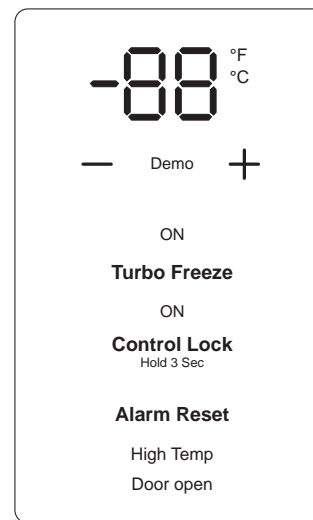 -88 °F
°C
− Demo +
ON
Turbo Freeze
ON
Control Lock
Hold 3 Sec
Alarm Reset
High Temp
Door open